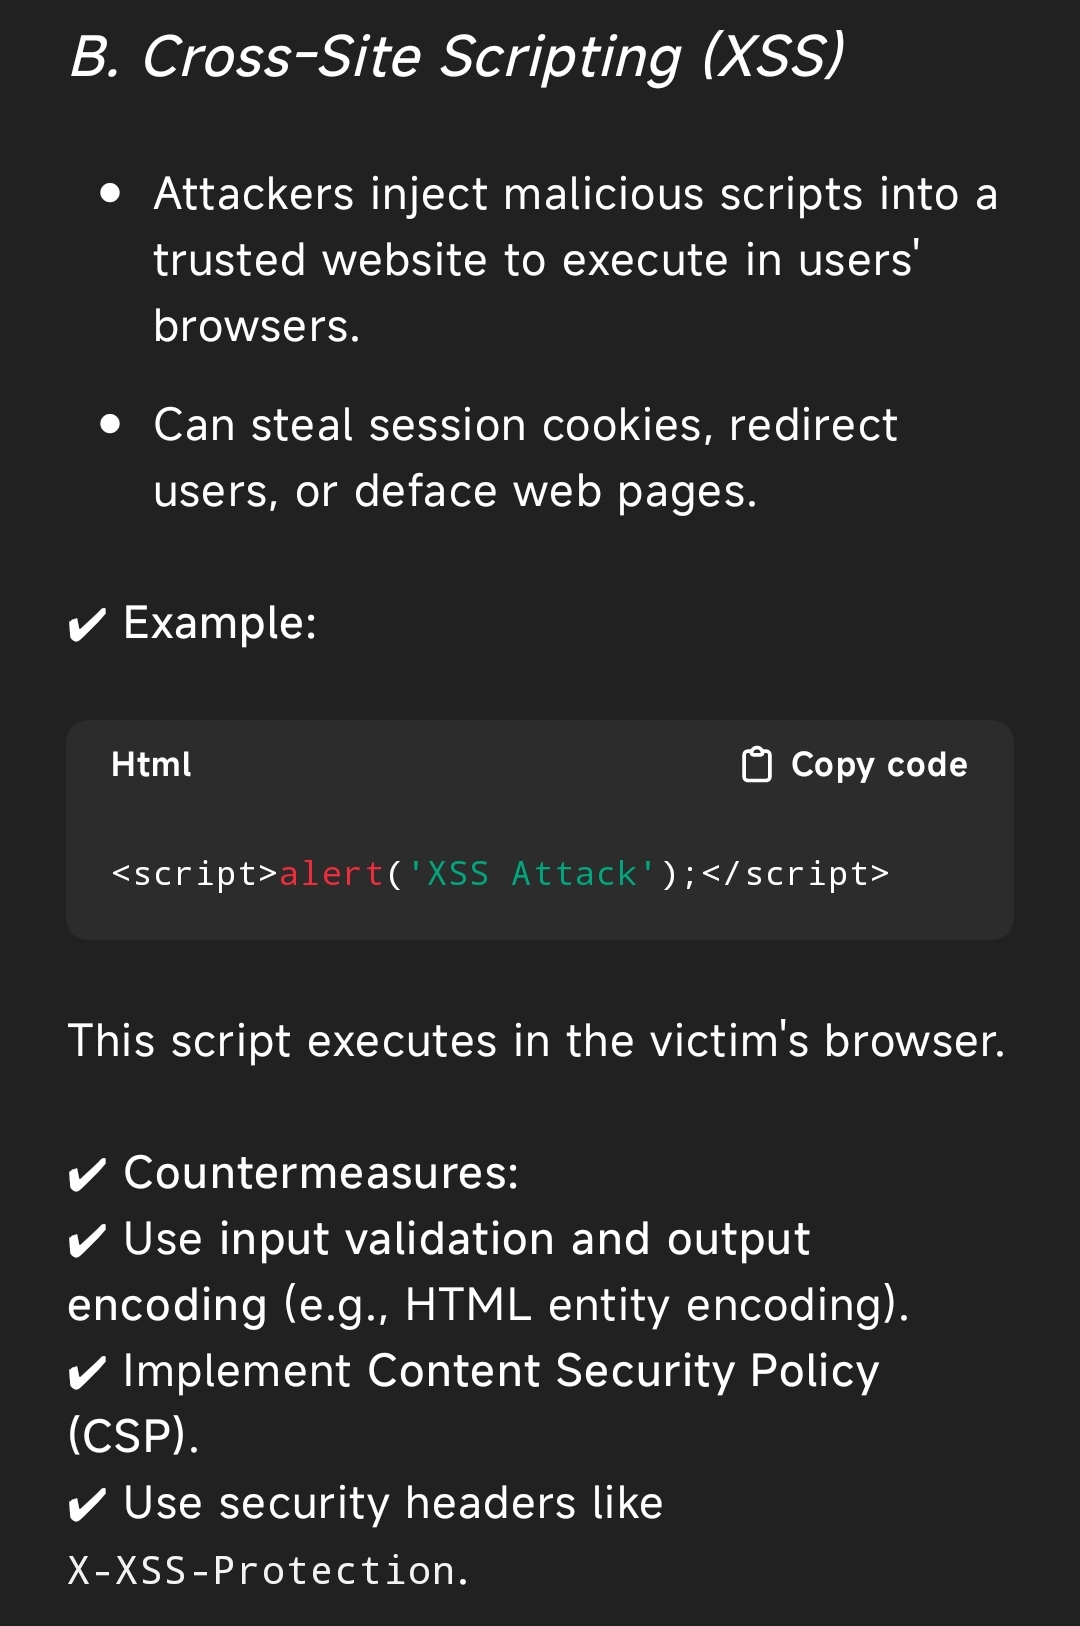 B. Cross-Site Scripting (XSS)
• Attackers inject malicious scripts into a
trusted website to execute in users'
browsers.
• Can steal session cookies, redirect
users, or deface web pages.
✔ Example:
Html Copy code
<script>alert('XSS Attack');</script>
This script executes in the victim's browser.
✔ Countermeasures:
✔ Use input validation and output
encoding (e.g., HTML entity encoding).
✔ Implement Content Security Policy
(CSP).
✔ Use security headers like
X-XSS-Protection.